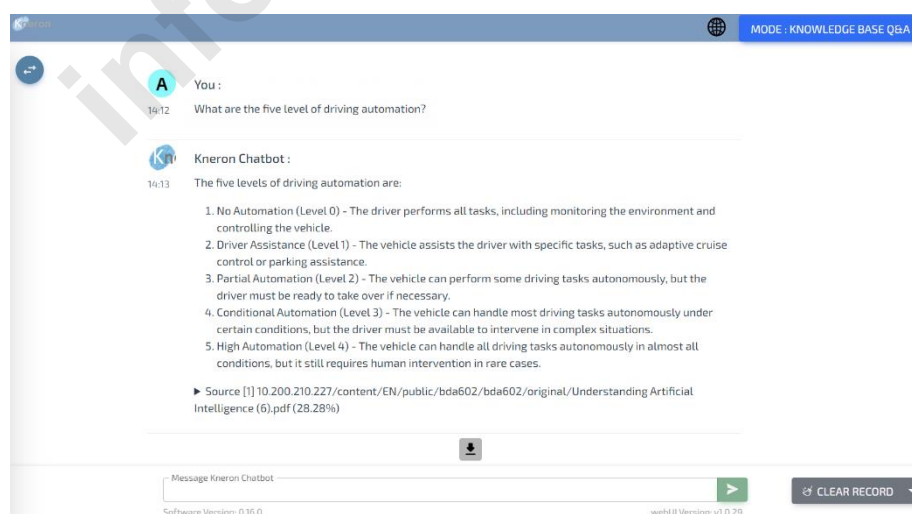 Kneron
MODE : KNOWLEDGE BASE Q&A
A
You :
14:12
What are the five level of driving automation?
Kn
Kneron Chatbot :
14:13
The five levels of driving automation are:
1. No Automation (Level 0) - The driver performs all tasks, including monitoring the environment and
controlling the vehicle.
2. Driver Assistance (Level 1) - The vehicle assists the driver with specific tasks, such as adaptive cruise
control or parking assistance.
3. Partial Automation (Level 2) - The vehicle can perform some driving tasks autonomously, but the
driver must be ready to take over if necessary.
4. Conditional Automation (Level 3) - The vehicle can handle most driving tasks autonomously under
certain conditions, but the driver must be available to intervene in complex situations.
5. High Automation (Level 4) - The vehicle can handle all driving tasks autonomously in almost all
conditions, but it still requires human intervention in rare cases.
▶ Source [1] 10.200.210.227/content/EN/public/bda602/bda602/original/Understanding Artificial
Intelligence (6).pdf (28.28%)
Message Kneron Chatbot
CLEAR RECORD
Software Version: 0.16.0
webUI Version: v1.0.29